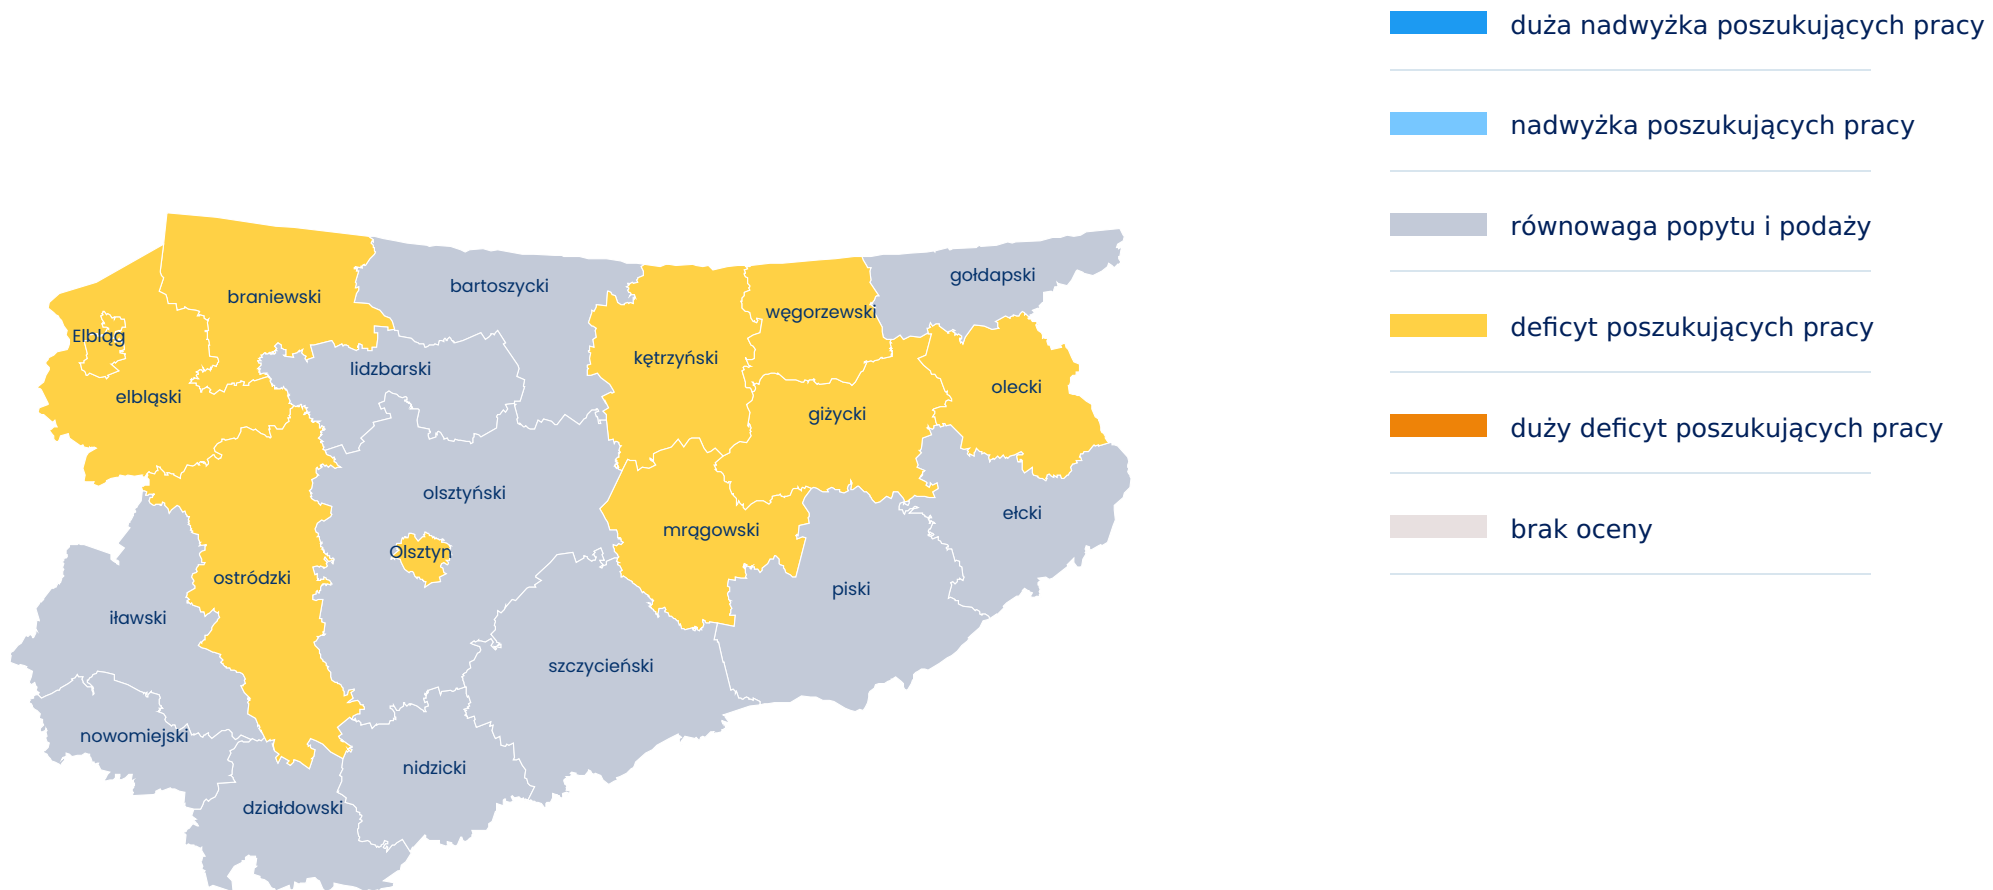 duża nadwyżka poszukujących pracy
nadwyżka poszukujących pracy
równowaga popytu i podaży
deficyt poszukujących pracy
duży deficyt poszukujących pracy
brak oceny
gołdapski
bartoszycki
braniewski
węgorzewski
Elbląg
kętrzyński
lidzbarski
olecki
elbląski
giżycki
olsztyński
ełcki
mrągowski
Olsztyn
ostródzki
piski
iławski
szczycieński
nowomiejski
nidzicki
działdowski